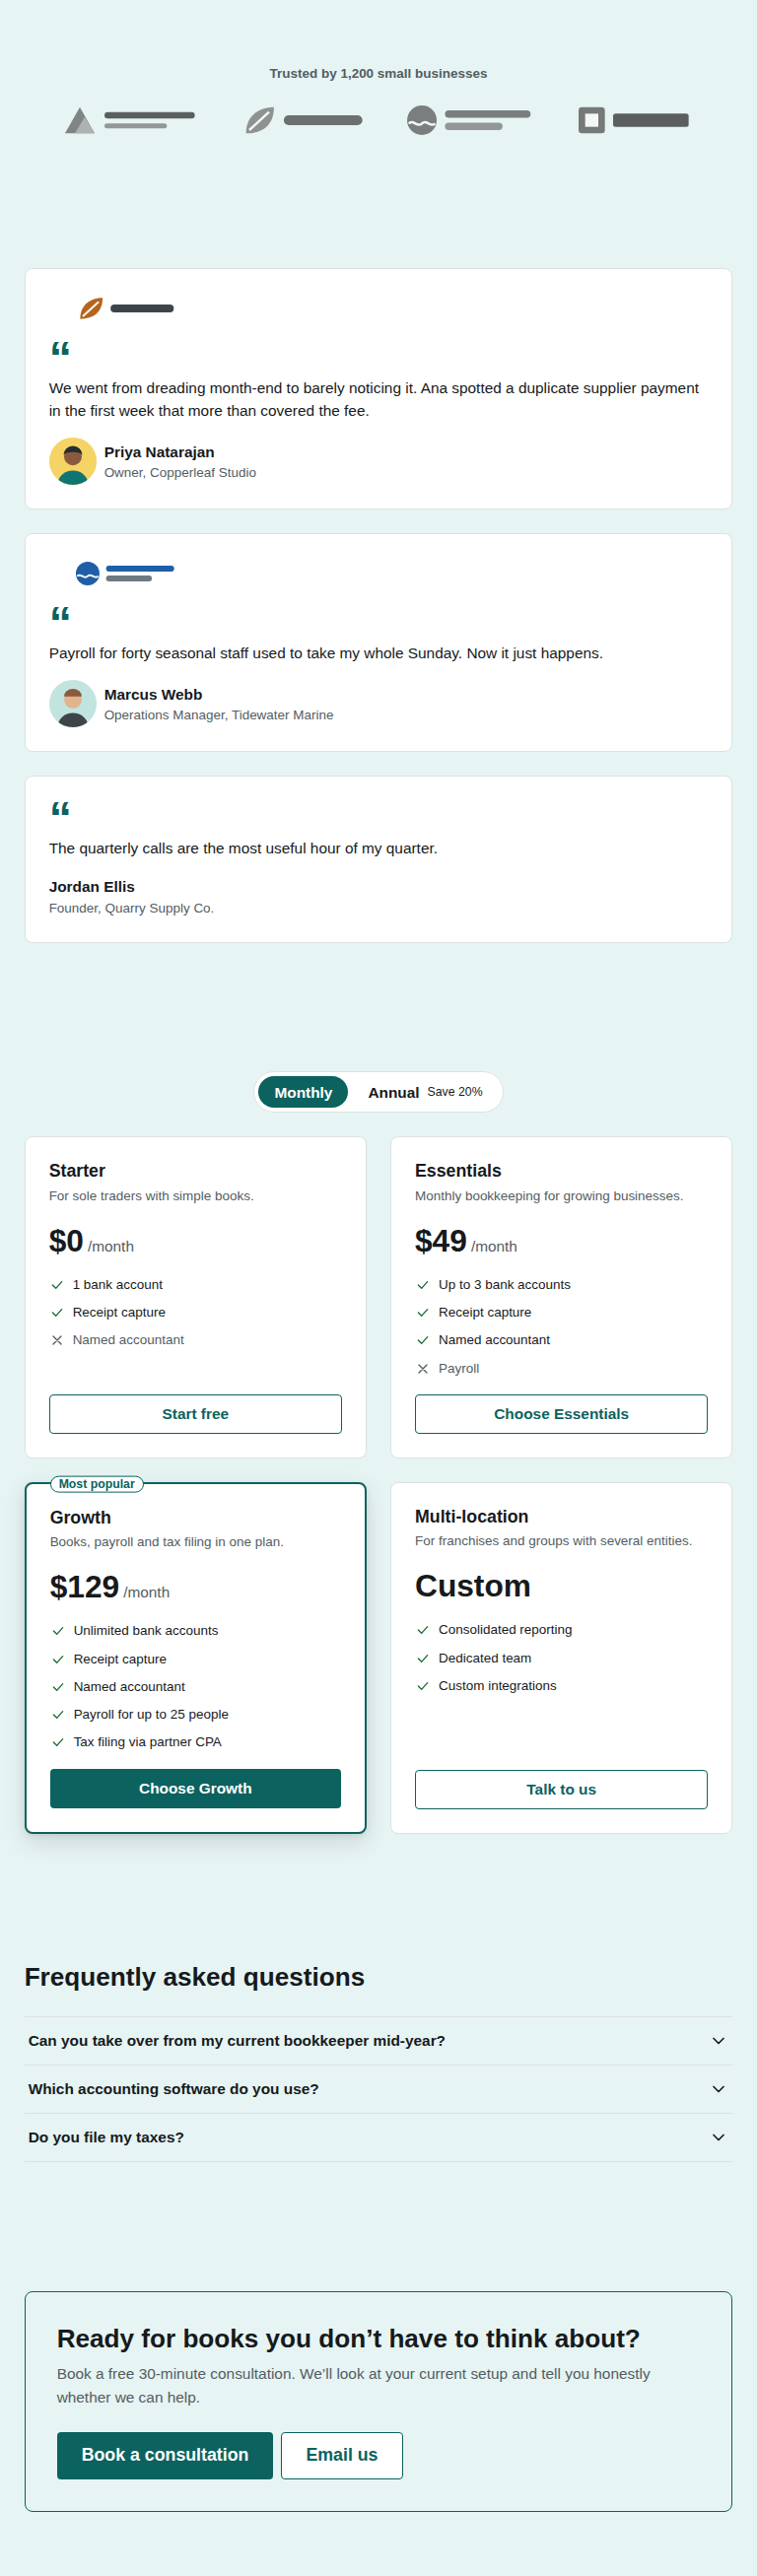 Trusted by 1,200 small businesses
“
We went from dreading month-end to barely noticing it. Ana spotted a duplicate supplier payment
in the first week that more than covered the fee.
Priya Natarajan
Owner, Copperleaf Studio
“
Payroll for forty seasonal staff used to take my whole Sunday. Now it just happens.
Marcus Webb
Operations Manager, Tidewater Marine
“
The quarterly calls are the most useful hour of my quarter.
Jordan Ellis
Founder, Quarry Supply Co.
Monthly Annual Save 20%
Starter
For sole traders with simple books.
$0 /month
1 bank account
Receipt capture
Named accountant
Start free
Essentials
Monthly bookkeeping for growing businesses.
$49 /month
Up to 3 bank accounts
Receipt capture
Named accountant
Payroll
Choose Essentials
Most popular
Growth
Books, payroll and tax filing in one plan.
$129 /month
Unlimited bank accounts
Receipt capture
Named accountant
Payroll for up to 25 people
Tax filing via partner CPA
Choose Growth
Multi-location
For franchises and groups with several entities.
Custom
Consolidated reporting
Dedicated team
Custom integrations
Talk to us
Frequently asked questions
Can you take over from my current bookkeeper mid-year?
Which accounting software do you use?
Do you file my taxes?
Ready for books you don’t have to think about?
Book a free 30-minute consultation. We’ll look at your current setup and tell you honestly
whether we can help.
Book a consultation
Email us